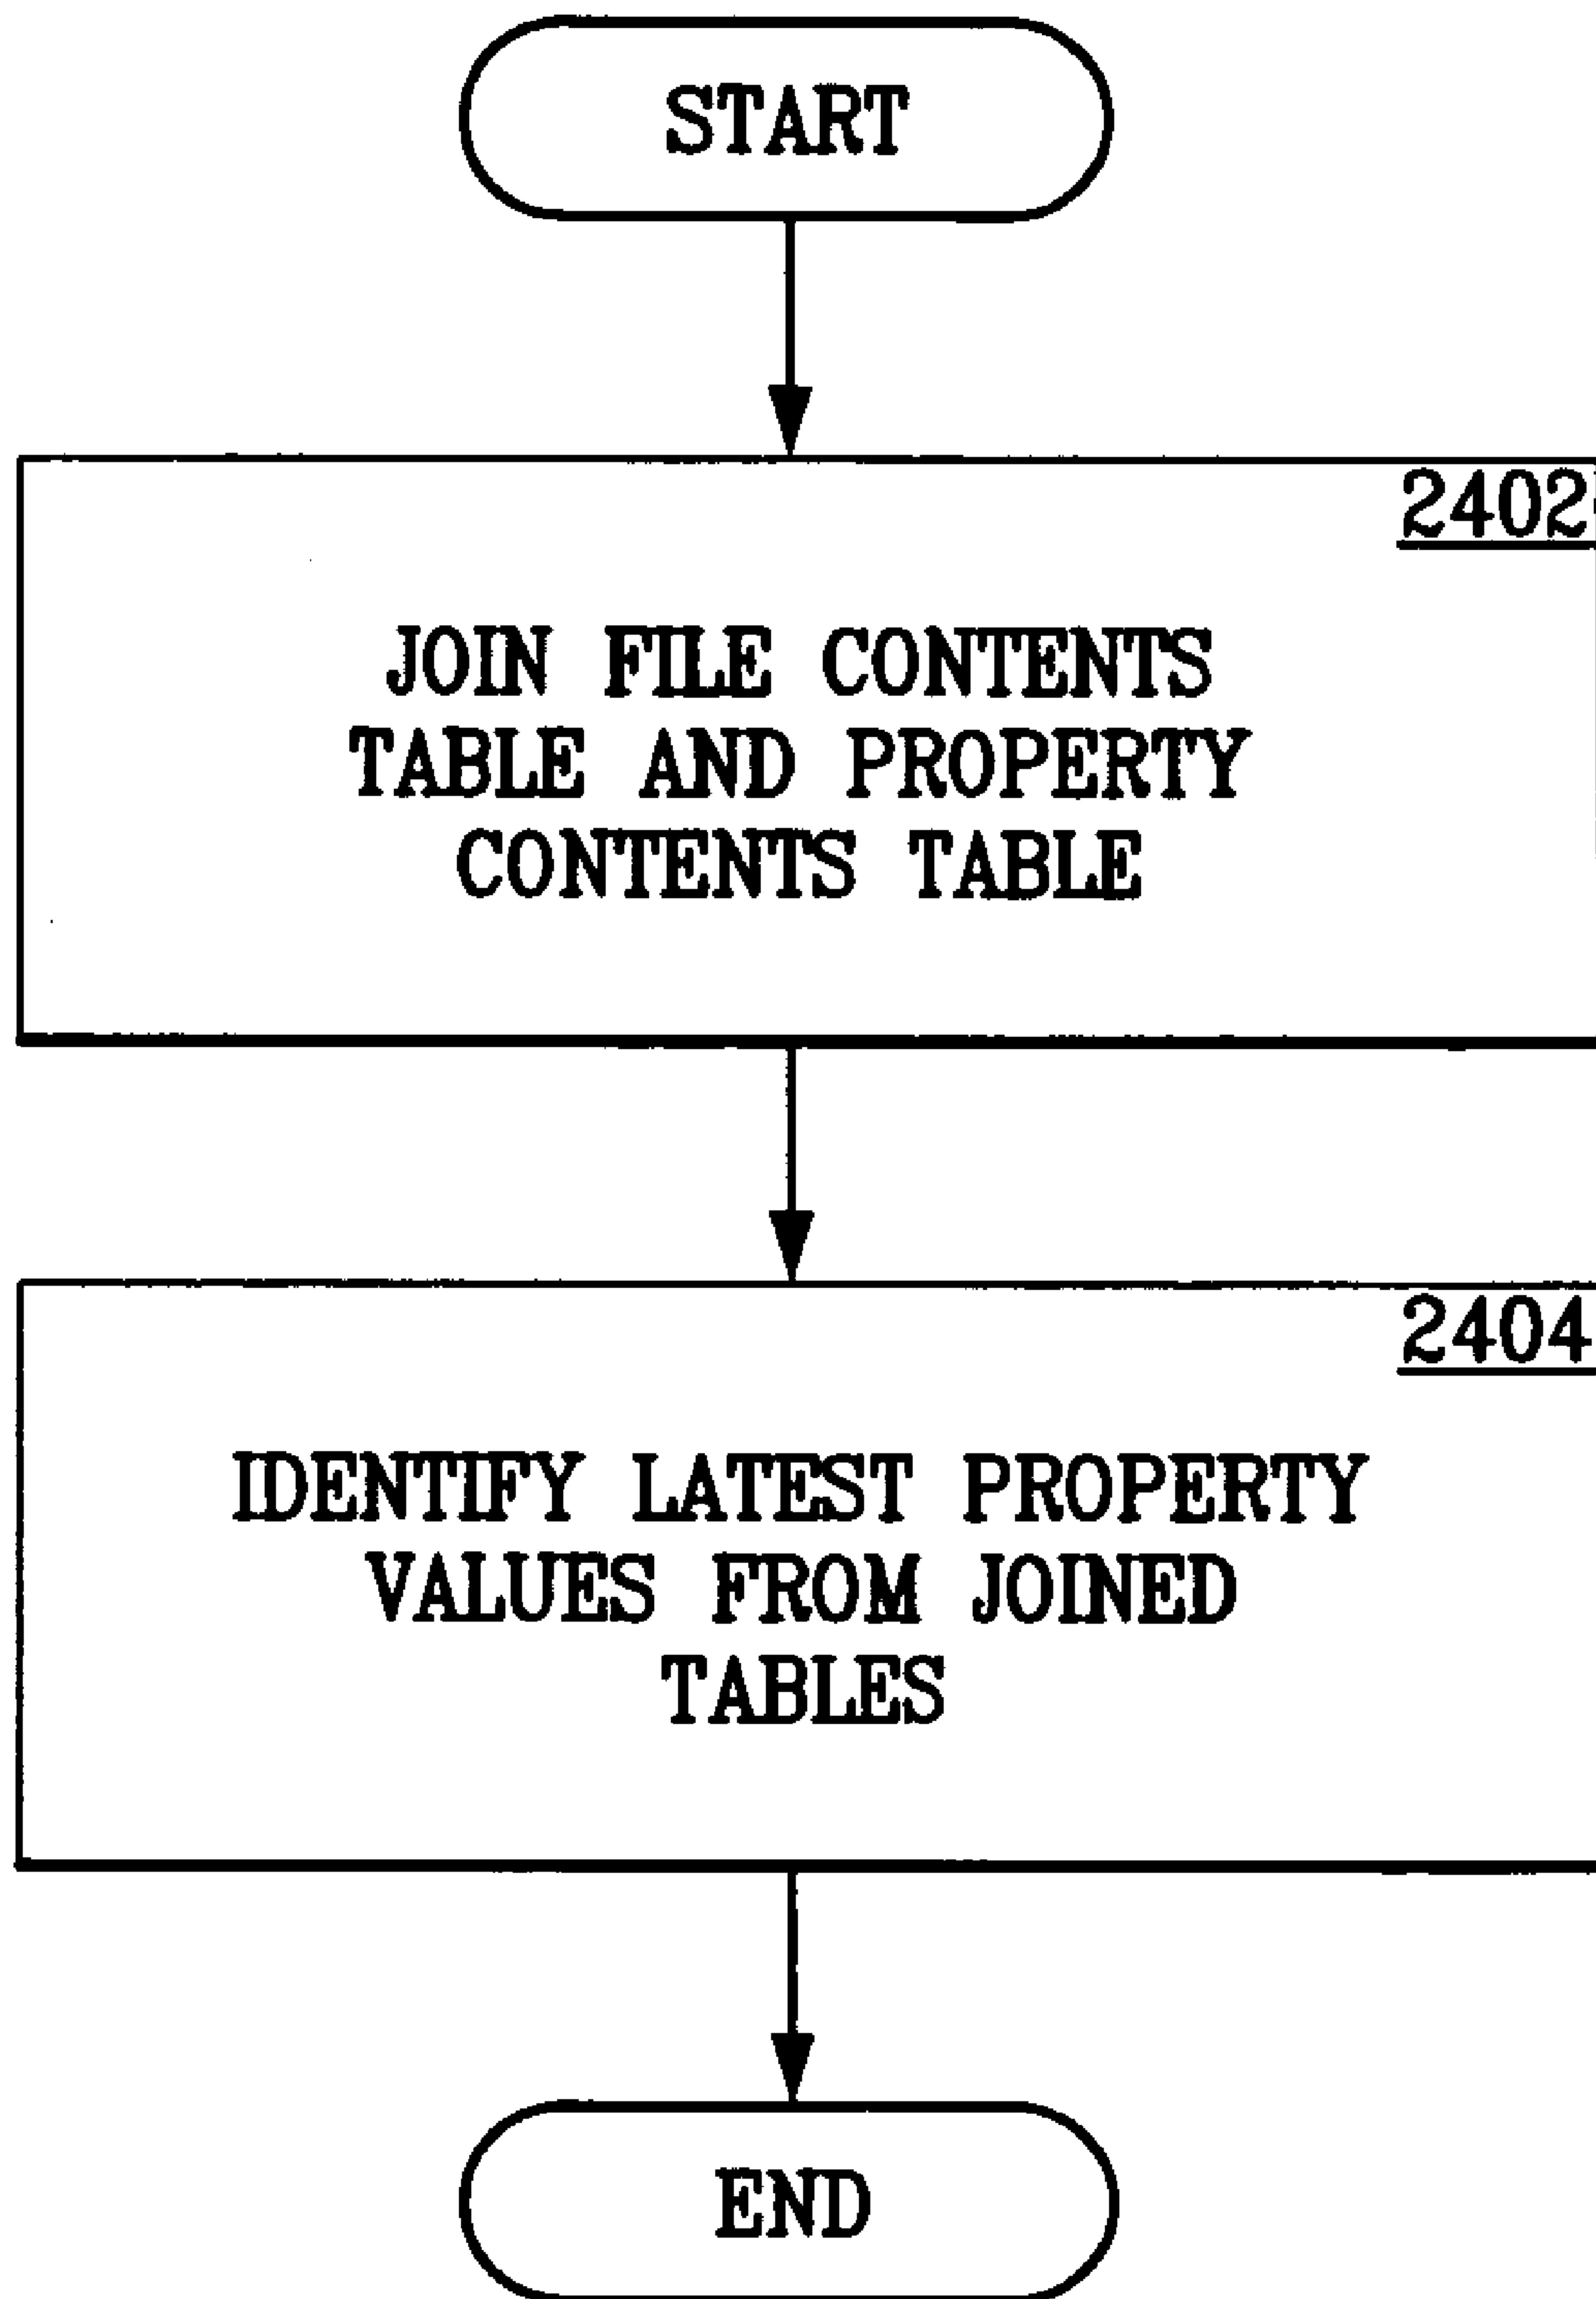 START
2402
JOIN FILE CONTENTS
TABLE AND PROPERTY
CONTENTS TABLE
2404
IDENTIFY LATEST PROPERTY
VALUES FROM JOINED
TABLES
END